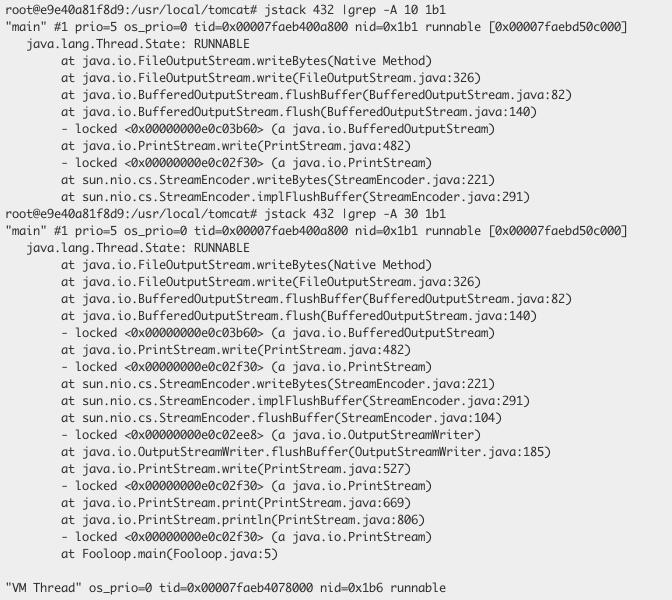 root@e9e40a81f8d9:/usr/local/tomcat# jstack 432 |grep -A 10 1b1
"main" #1 prio=5 os_prio=0 tid=0x00007faeb400a800 nid=0x1b1 runnable [0x00007faebd50c000]
java.lang.Thread.State: RUNNABLE
at java.io.FileOutputStream.writeBytes(Native Method)
at java.io.FileOutputStream.write(FileOutputStream.java:326)
at java.io.BufferedOutputStream.flushBuffer(BufferedOutputStream.java:82)
at java.io.BufferedOutputStream.flush(BufferedOutputStream.java:140)
- locked <0x00000000e0c03b60> (a java.io.BufferedOutputStream)
at java.io.PrintStream.write(PrintStream.java:482)
- locked <0x00000000e0c02f30> (a java.io.PrintStream)
at sun.nio.cs.StreamEncoder.writeBytes(StreamEncoder.java:221)
at sun.nio.cs.StreamEncoder.implFlushBuffer(StreamEncoder.java:291)
root@e9e40a81f8d9:/usr/local/tomcat# jstack 432 |grep -A 30 1b1
"main" #1 prio=5 os_prio=0 tid=0x00007faeb400a800 nid=0x1b1 runnable [0x00007faebd50c000]
java.lang.Thread.State: RUNNABLE
at java.io.FileOutputStream.writeBytes(Native Method)
at java.io.FileOutputStream.write(FileOutputStream.java:326)
at java.io.BufferedOutputStream.flushBuffer(BufferedOutputStream.java:82)
at java.io.BufferedOutputStream.flush(BufferedOutputStream.java:140)
- locked <0x00000000e0c03b60> (a java.io.BufferedOutputStream)
at java.io.PrintStream.write(PrintStream.java:482)
- locked <0x00000000e0c02f30> (a java.io.PrintStream)
at sun.nio.cs.StreamEncoder.writeBytes(StreamEncoder.java:221)
at sun.nio.cs.StreamEncoder.implFlushBuffer(StreamEncoder.java:291)
at sun.nio.cs.StreamEncoder.flushBuffer(StreamEncoder.java:104)
- locked <0x00000000e0c02ee8> (a java.io.OutputStreamWriter)
at java.io.OutputStreamWriter.flushBuffer(OutputStreamWriter.java:185)
at java.io.PrintStream.write(PrintStream.java:527)
- locked <0x00000000e0c02f30> (a java.io.PrintStream)
at java.io.PrintStream.print(PrintStream.java:669)
at java.io.PrintStream.println(PrintStream.java:806)
- locked <0x00000000e0c02f30> (a java.io.PrintStream)
at Fooloop.main(Fooloop.java:5)
"VM Thread" os_prio=0 tid=0x00007faeb4078000 nid=0x1b6 runnable